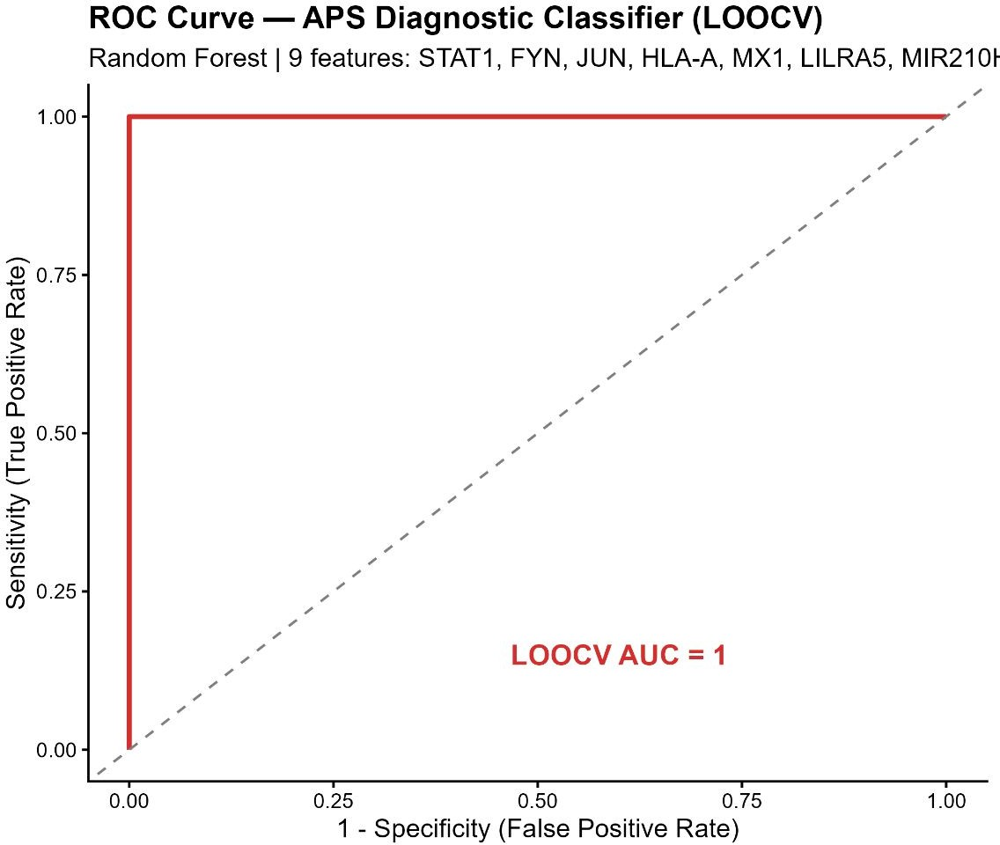 ROC Curve — APS Diagnostic Classifier (LOOCV)
Random Forest | 9 features: STAT1, FYN, JUN, HLA-A, MX1, LILRA5, MIR210H
Sensitivity (True Positive Rate)
1.00
0.75
0.50
0.25
0.00
LOOCV AUC = 1
0.00 0.25 0.50 0.75 1.00
1 - Specificity (False Positive Rate)